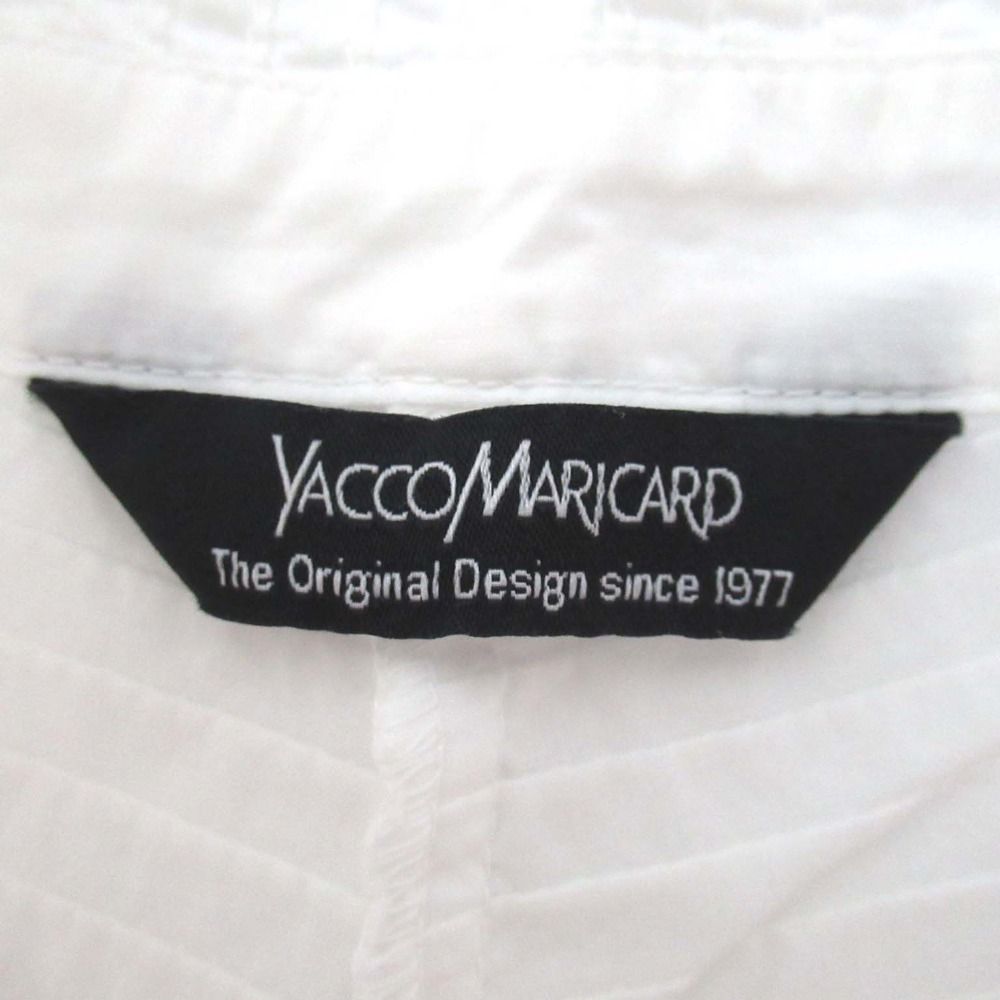 YACCOMARICARD
The Original Design since 1977